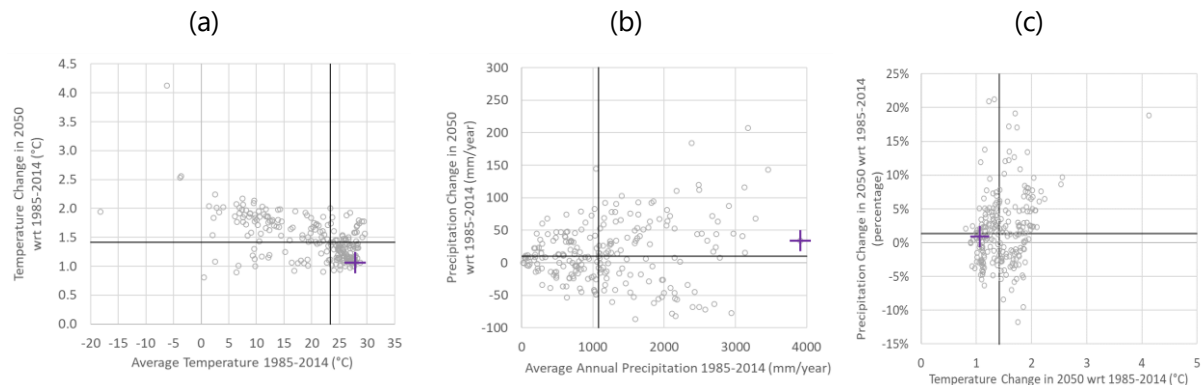 (a)
Temperature Change in 2050
wrt 1985-2014 (°C)
4.5
4.0
3.5
3.0
2.5
2.0
1.5
1.0
0.5
0.0
-20 -15 -10 -5 0 5 10 15 20 25 30 35
Average Temperature 1985-2014 (°C)
(b)
Precipitation Change in 2050
wrt 1985-2014 (mm/year)
300
250
200
150
100
50
0
-50
-100
0 1000 2000 3000 4000
Average Annual Precipitation 1985-2014 (mm/year)
(c)
Precipitation Change in 2050 wrt 1985-2014
(percentage)
25%
20%
15%
10%
5%
0%
-5%
-10%
-15%
0 1 2 3 4 5
Temperature Change in 2050 wrt 1985-2014 (°C)